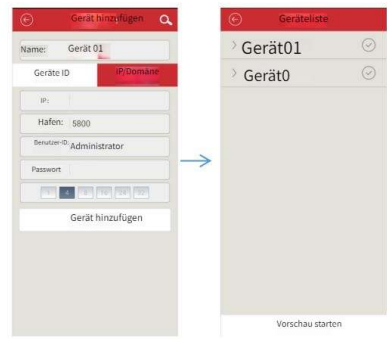 Gerät hinzufügen
Name: Gerät 01
Geräte ID
IP/Domäne
IP:
Hafen: 5800
Benutzer-ID: Administrator
Passwort
Gerät hinzufügen
Geräteliste
Gerät01
Gerät0
Vorschau starten